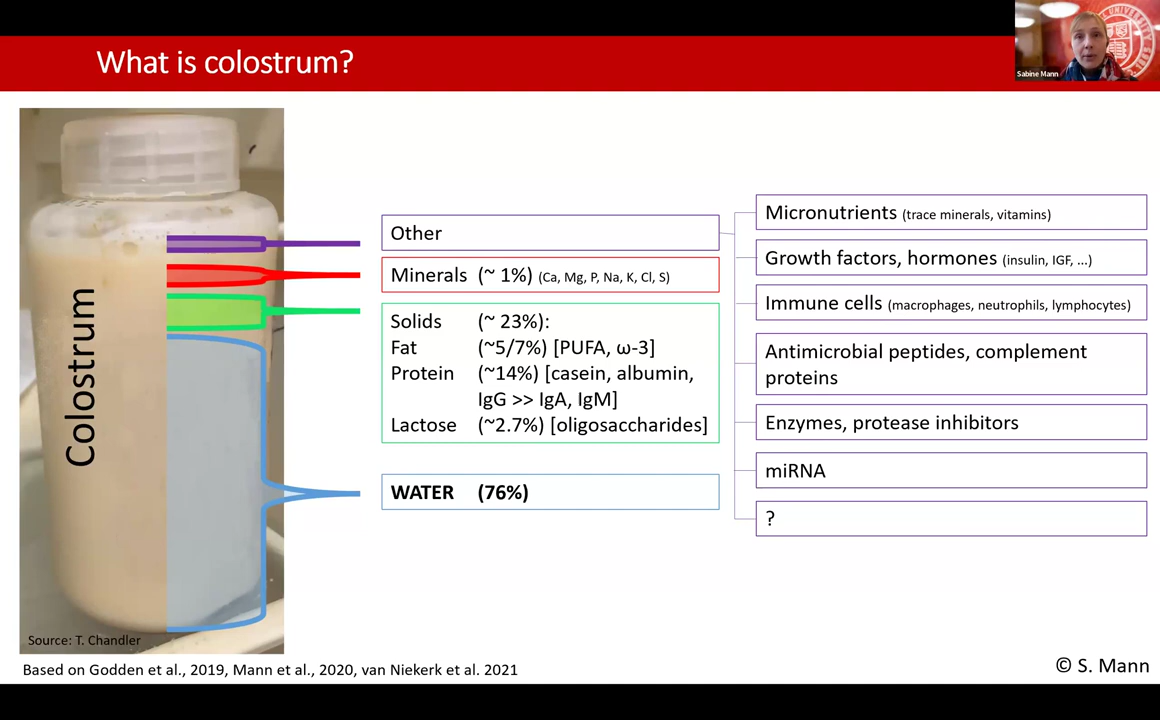 What is colostrum?
Sabine Mann
Colostrum
Source: T. Chandler
Other
Minerals (~ 1%) (Ca, Mg, P, Na, K, Cl, S)
Solids (~ 23%):
Fat (~5/7%) [PUFA, ω-3]
Protein (~14%) [casein, albumin,
IgG >> IgA, IgM]
Lactose (~2.7%) [oligosaccharides]
WATER (76%)
Micronutrients (trace minerals, vitamins)
Growth factors, hormones (insulin, IGF, ...)
Immune cells (macrophages, neutrophils, lymphocytes)
Antimicrobial peptides, complement
proteins
Enzymes, protease inhibitors
miRNA
?
Based on Godden et al., 2019, Mann et al., 2020, van Niekerk et al. 2021
© S. Mann